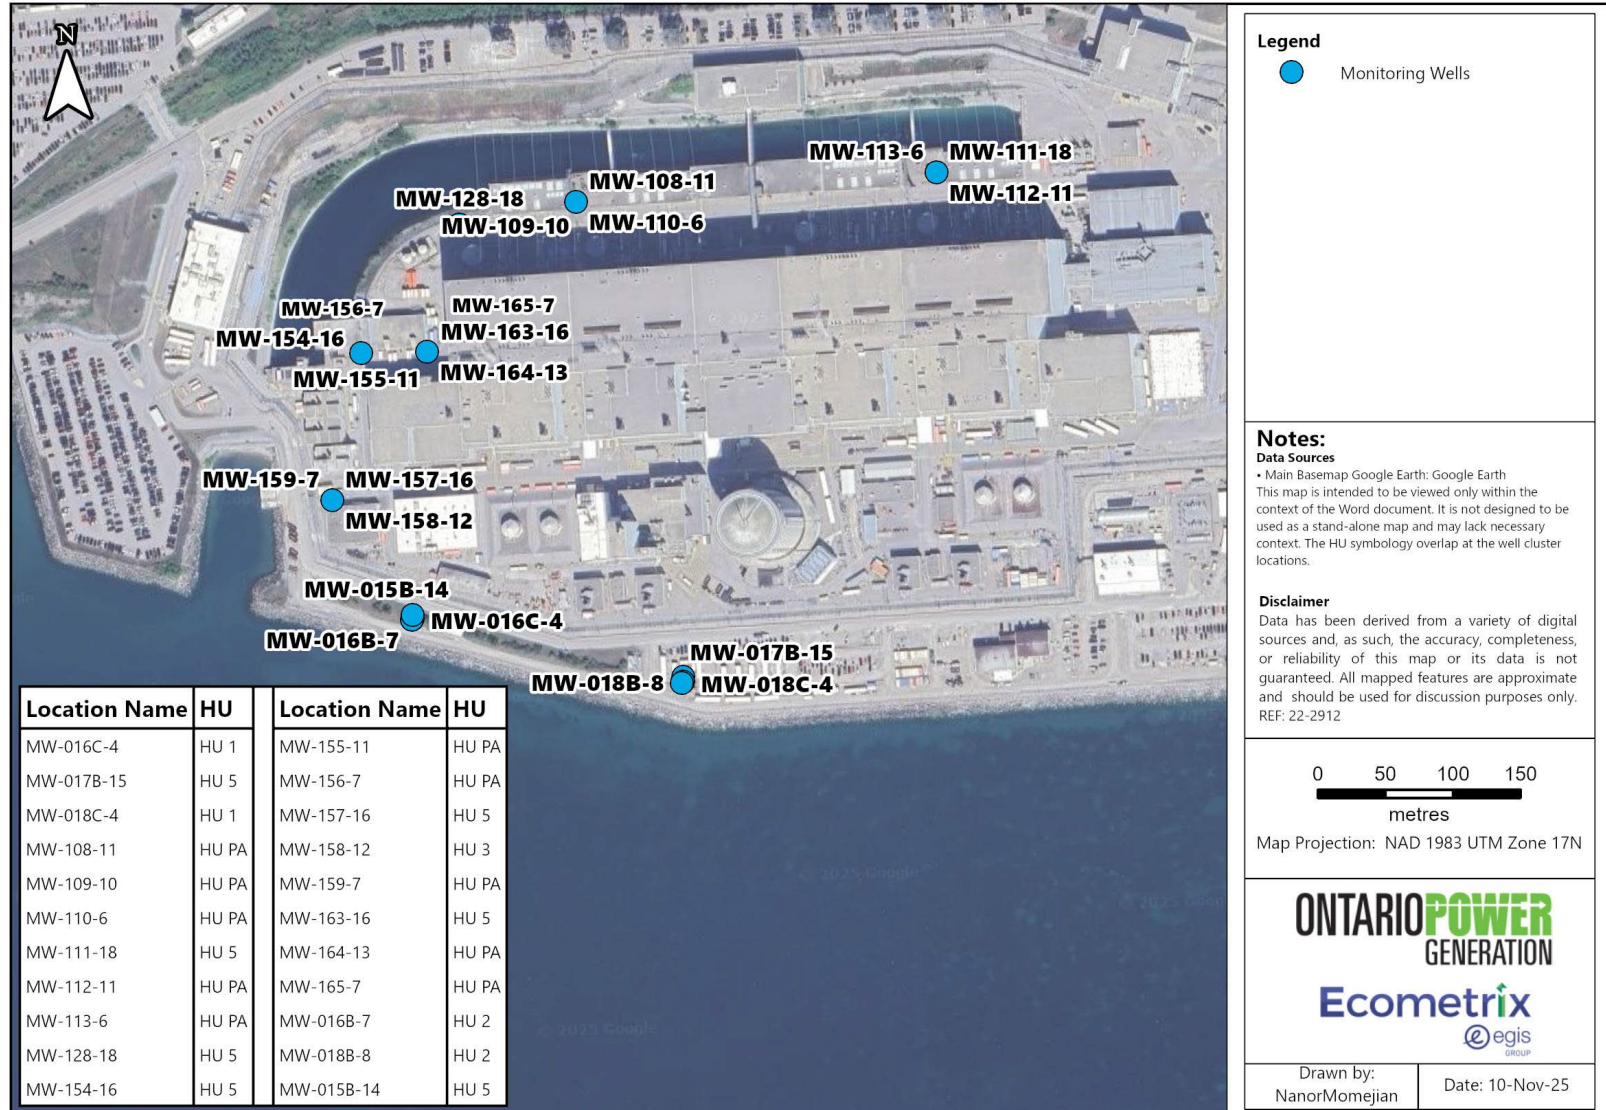 N
MW-113-6
MW-111-18
MW-112-11
MW-108-11
MW-128-18
MW-109-10
MW-110-6
MW-156-7
MW-165-7
MW-154-16
MW-163-16
MW-155-11
MW-164-13
MW-159-7
MW-157-16
MW-158-12
MW-015B-14
MW-016C-4
MW-016B-7
MW-017B-15
MW-018B-8
MW-018C-4
Location Name HU Location Name HU
MW-016C-4 HU 1 MW-155-11 HU PA
MW-017B-15 HU 5 MW-156-7 HU PA
MW-018C-4 HU 1 MW-157-16 HU 5
MW-108-11 HU PA MW-158-12 HU 3
MW-109-10 HU PA MW-159-7 HU PA
MW-110-6 HU PA MW-163-16 HU 5
MW-111-18 HU 5 MW-164-13 HU PA
MW-112-11 HU PA MW-165-7 HU PA
MW-113-6 HU PA MW-016B-7 HU 2
MW-128-18 HU 5 MW-018B-8 HU 2
MW-154-16 HU 5 MW-015B-14 HU 5
© 2025 Google
© 2025 Google
Legend
Monitoring Wells
Notes:
Data Sources
• Main Basemap Google Earth: Google Earth
This map is intended to be viewed only within the
context of the Word document. It is not designed to be
used as a stand-alone map and may lack necessary
context. The HU symbology overlap at the well cluster
locations.
Disclaimer
Data has been derived from a variety of digital
sources and, as such, the accuracy, completeness,
or reliability of this map or its data is not
guaranteed. All mapped features are approximate
and should be used for discussion purposes only.
REF: 22-2912
0 50 100 150
metres
Map Projection: NAD 1983 UTM Zone 17N
ONTARIOPOWER
GENERATION
Ecometrix
egis
GROUP
Drawn by:
NanorMomejian
Date: 10-Nov-25